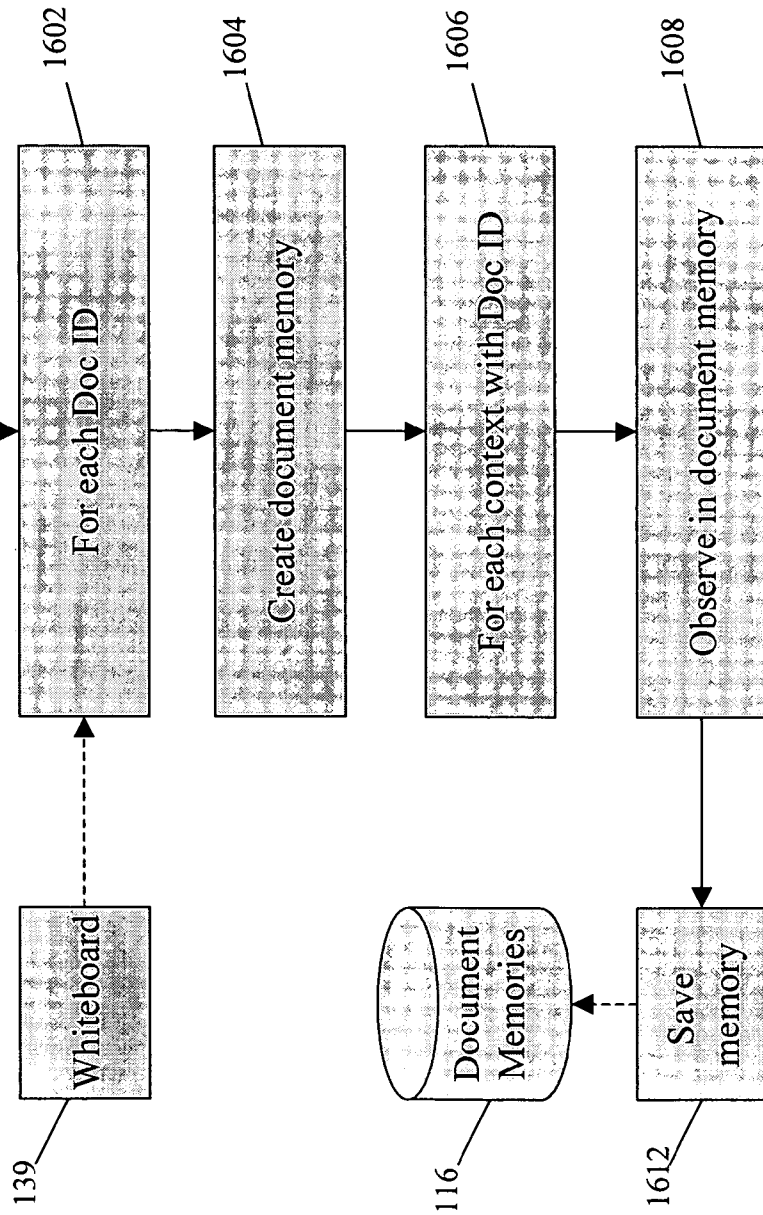 1602
For each Doc ID
1604
Create document memory
1606
For each context with Doc ID
1608
Observe in document memory
Whiteboard
139
Document
Memories
116
Save
memory
1612